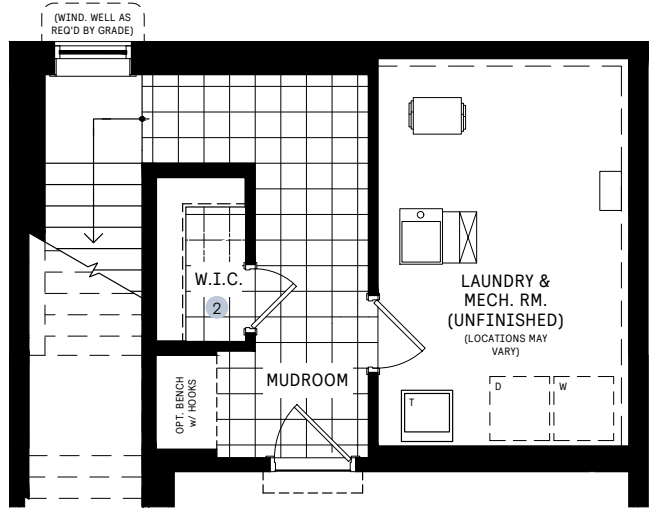 (WIND. WELL AS
REQ'D BY GRADE)
W.I.C.
2
LAUNDRY &
MECH. RM.
(UNFINISHED)
(LOCATIONS MAY
VARY)
MUDROOM
OPT. BENCH
w/ HOOKS
T
D
W